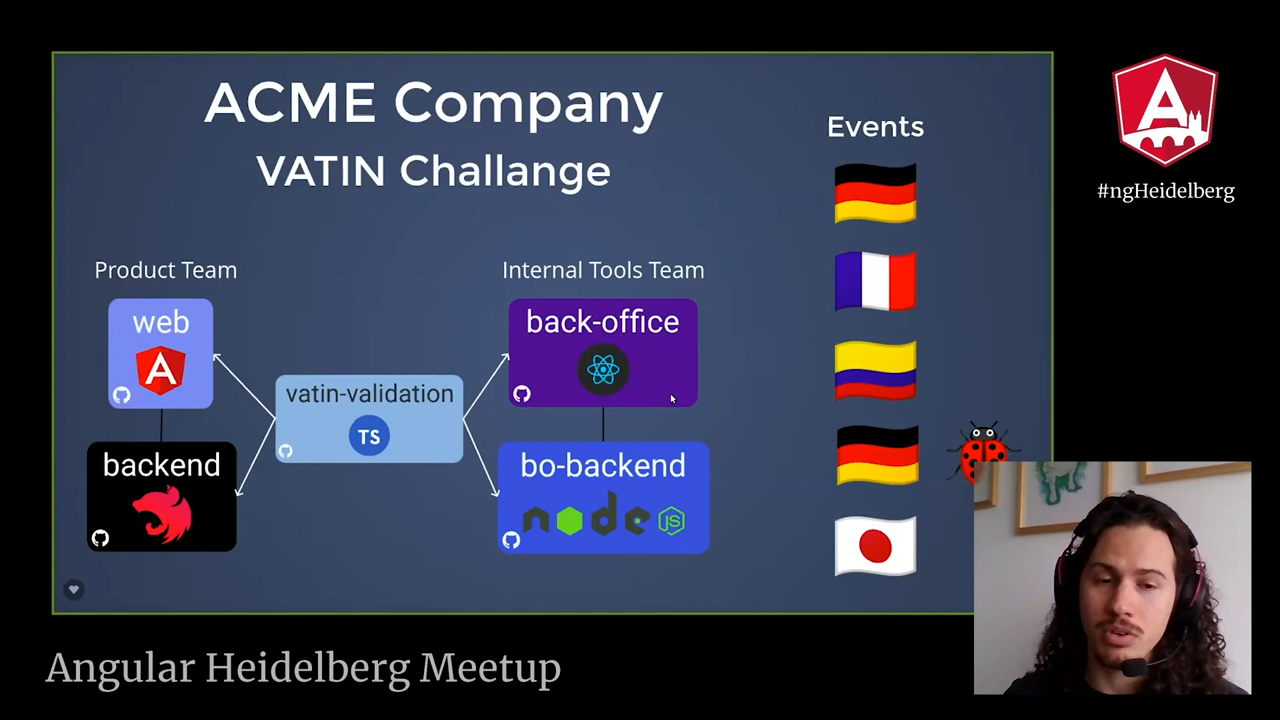 ACME Company
VATIN Challange
Events
#ngHeidelberg
Product Team
Internal Tools Team
web
back-office
vatin-validation
TS
backend
bo-backend
node
JS
Angular Heidelberg Meetup